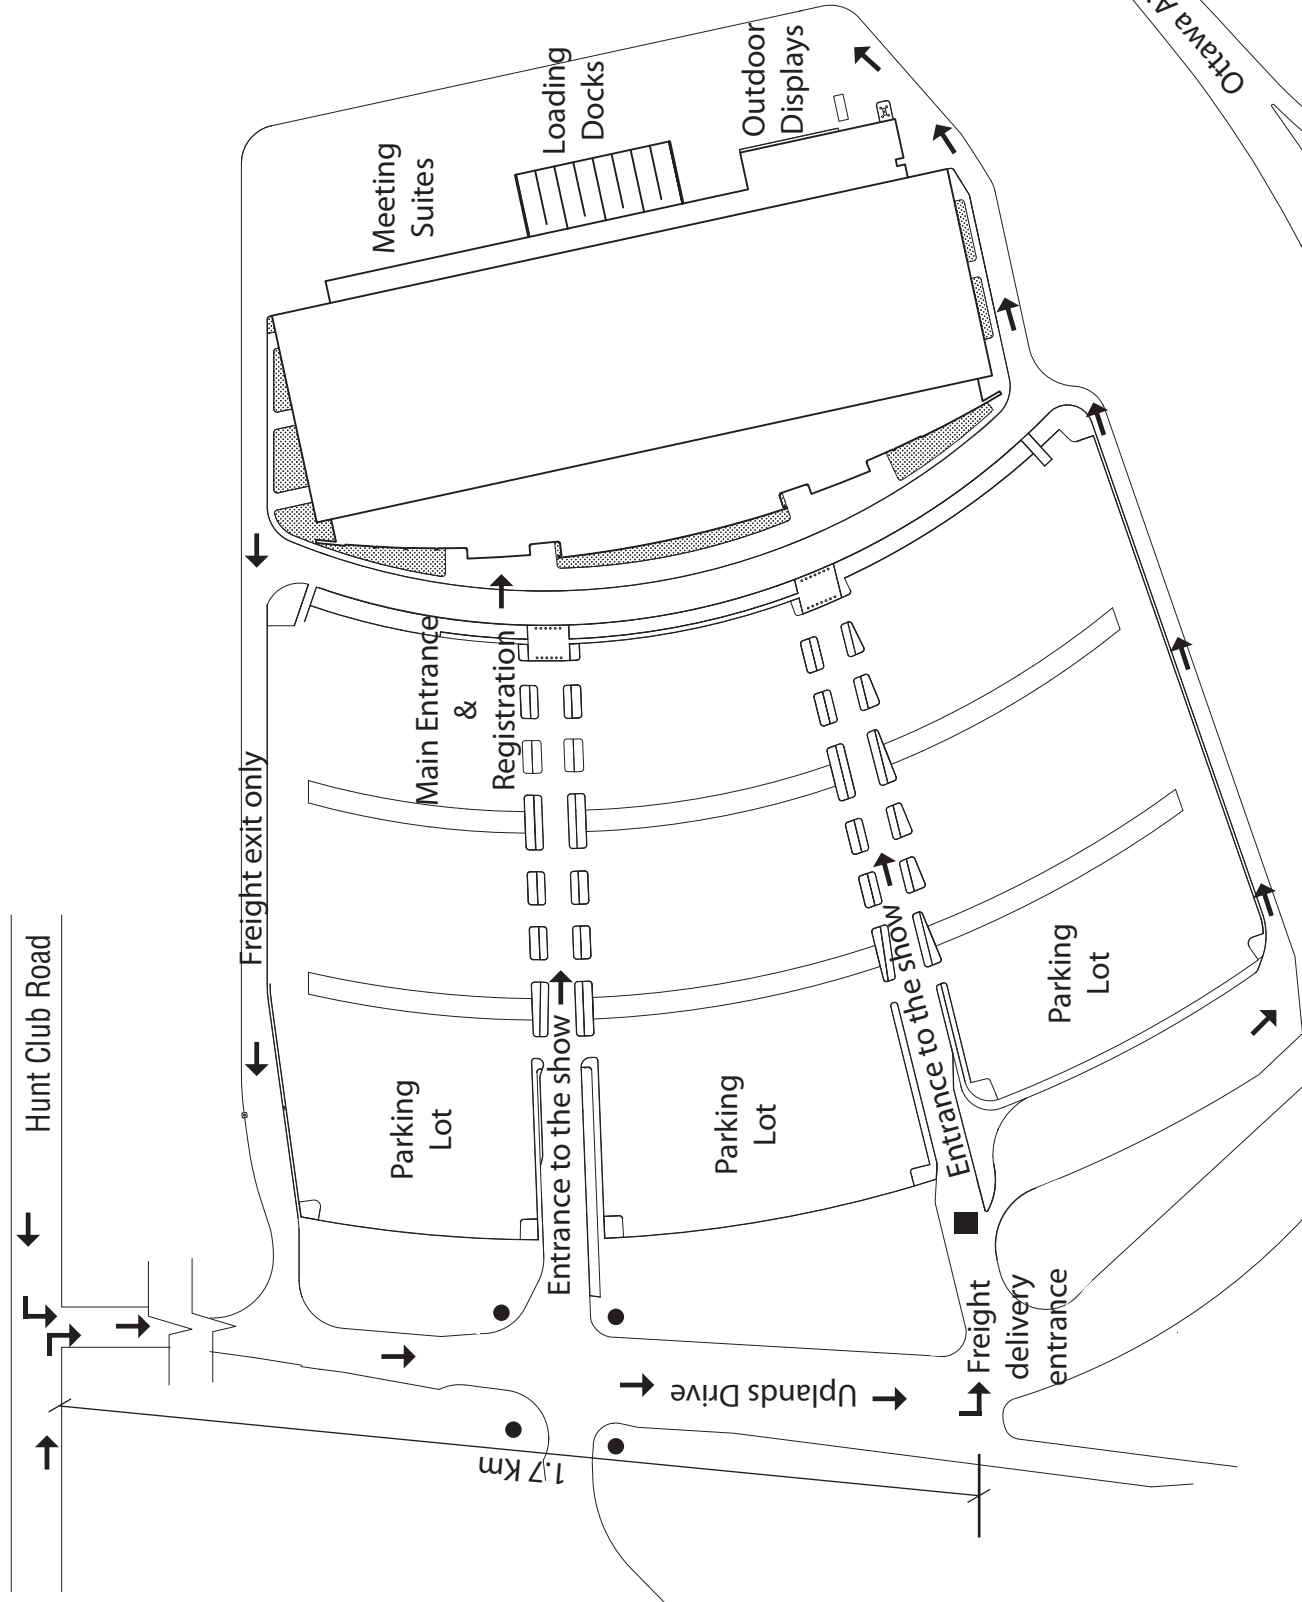 Hunt Club Road
Freight exit only
Meeting
Suites
Loading
Docks
Outdoor
Displays
Main Entrance
&
Registration
Parking
Lot
Entrance to the show
Parking
Lot
Entrance to the show
Parking
Lot
Freight
delivery
entrance
Uplands Drive
1.7 Km
Ottawa